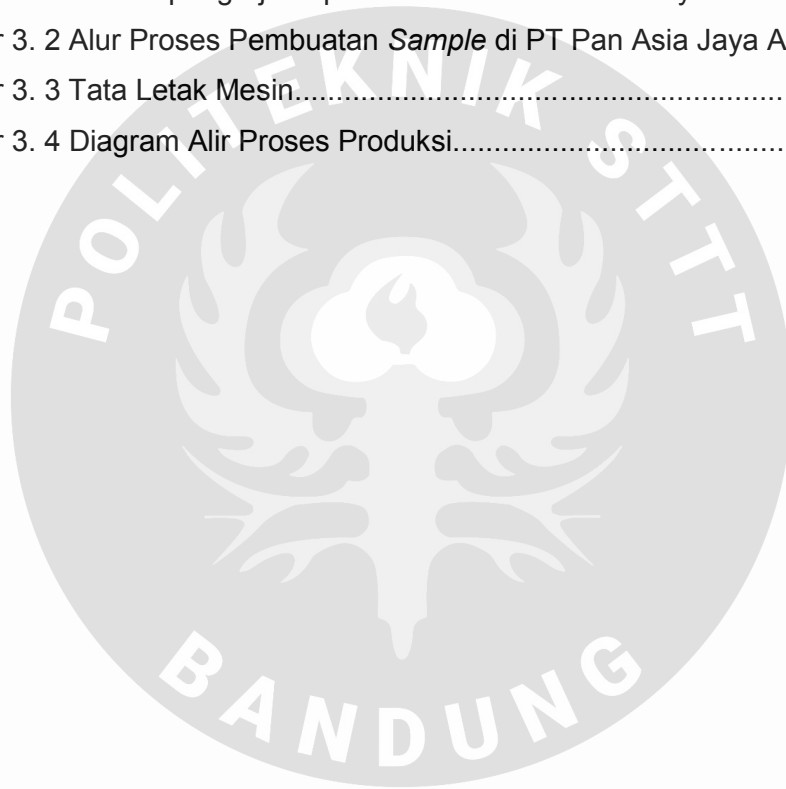 r 3. 2 Alur Proses Pembuatan Sample di PT Pan Asia Jaya A
r 3. 3 Tata Letak Mesin........................................................
r 3. 4 Diagram Alir Proses Produksi....................................
POLITEKNIK STTT
BANDUNG